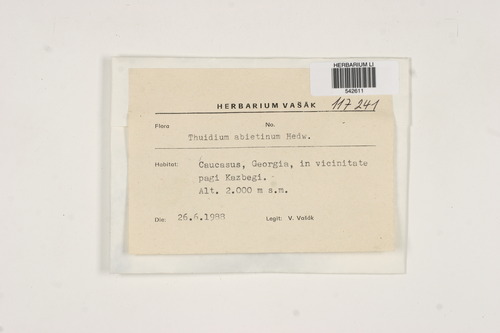 HERBARIUM LI
542611
HERBARIUM VAŠÁK 117 241
Flora No.
Thuidium abietinum Hedw.
Habitat: Caucasus, Georgia, in vicinitate
pagi Kazbegi.
Alt. 2.000 m s.m.
Die: 26.6.1988 Legit: V. Vašák